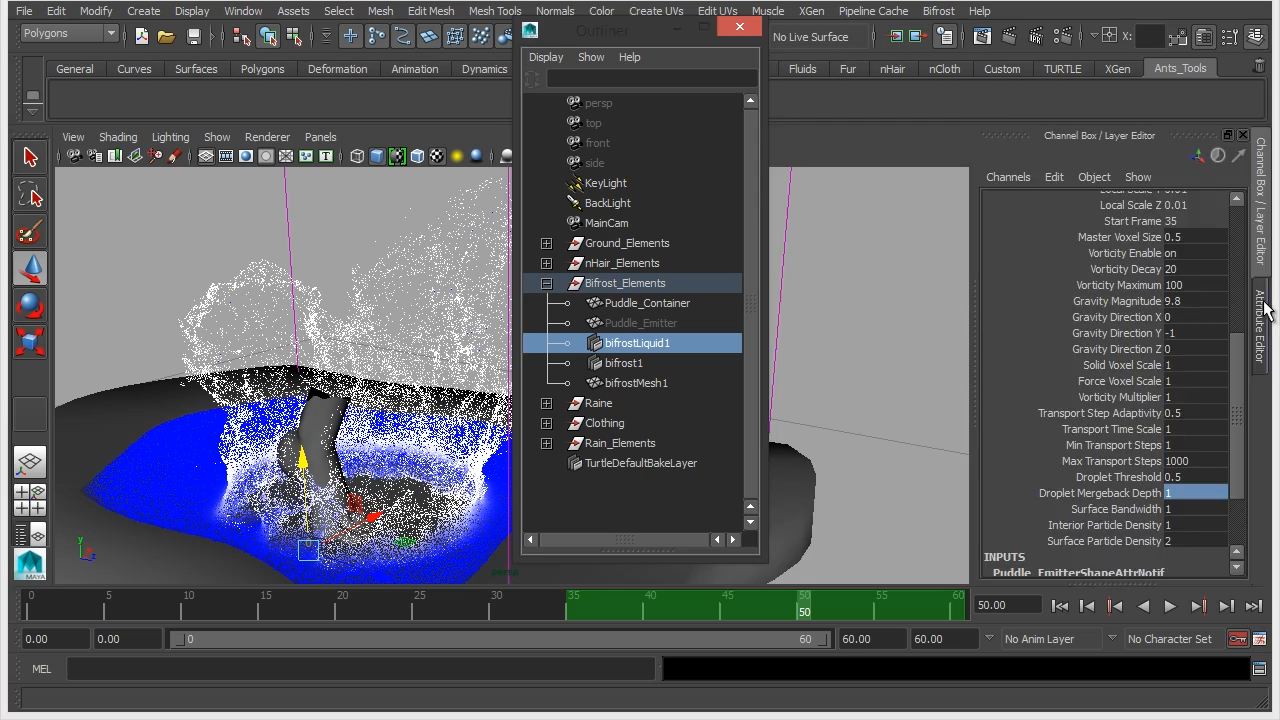 File Edit Modify Create Display Window Assets Select Mesh Edit Mesh Mesh Tools Normals Color Create UVs Edit UVs Muscle XGen Pipeline Cache Bifrost Help
Polygons
No Live Surface
X:
General Curves Surfaces Polygons Deformation Animation Dynamics
Fluids Fur nHair nCloth Custom TURTLE XGen Ants_Tools
Outliner
Display Show Help
persp
top
front
side
KeyLight
BackLight
MainCam
Ground_Elements
nHair_Elements
Bifrost_Elements
Puddle_Container
Puddle_Emitter
bifrostLiquid1
bifrost1
bifrostMesh1
Raine
Clothing
Rain_Elements
TurtleDefaultBakeLayer
View Shading Lighting Show Renderer Panels
persp
y
MAYA
Channel Box / Layer Editor
Channels Edit Object Show
Local Scale Y 0.01
Local Scale Z 0.01
Start Frame 35
Master Voxel Size 0.5
Vorticity Enable on
Vorticity Decay 20
Vorticity Maximum 100
Gravity Magnitude 9.8
Gravity Direction X 0
Gravity Direction Y -1
Gravity Direction Z 0
Solid Voxel Scale 1
Force Voxel Scale 1
Vorticity Multiplier 1
Transport Step Adaptivity 0.5
Transport Time Scale 1
Min Transport Steps 1
Max Transport Steps 1000
Droplet Threshold 0.5
Droplet Mergeback Depth 1
Surface Bandwidth 1
Interior Particle Density 1
Surface Particle Density 2
INPUTS
Puddle_EmitterShapeAttrNotif
Channel Box / Layer Editor
Attribute Editor
0 5 10 15 20 25 30 35 40 45 50 55 60
50
50.00
0.00 0.00 0 60 60.00 60.00 No Anim Layer No Character Set
MEL